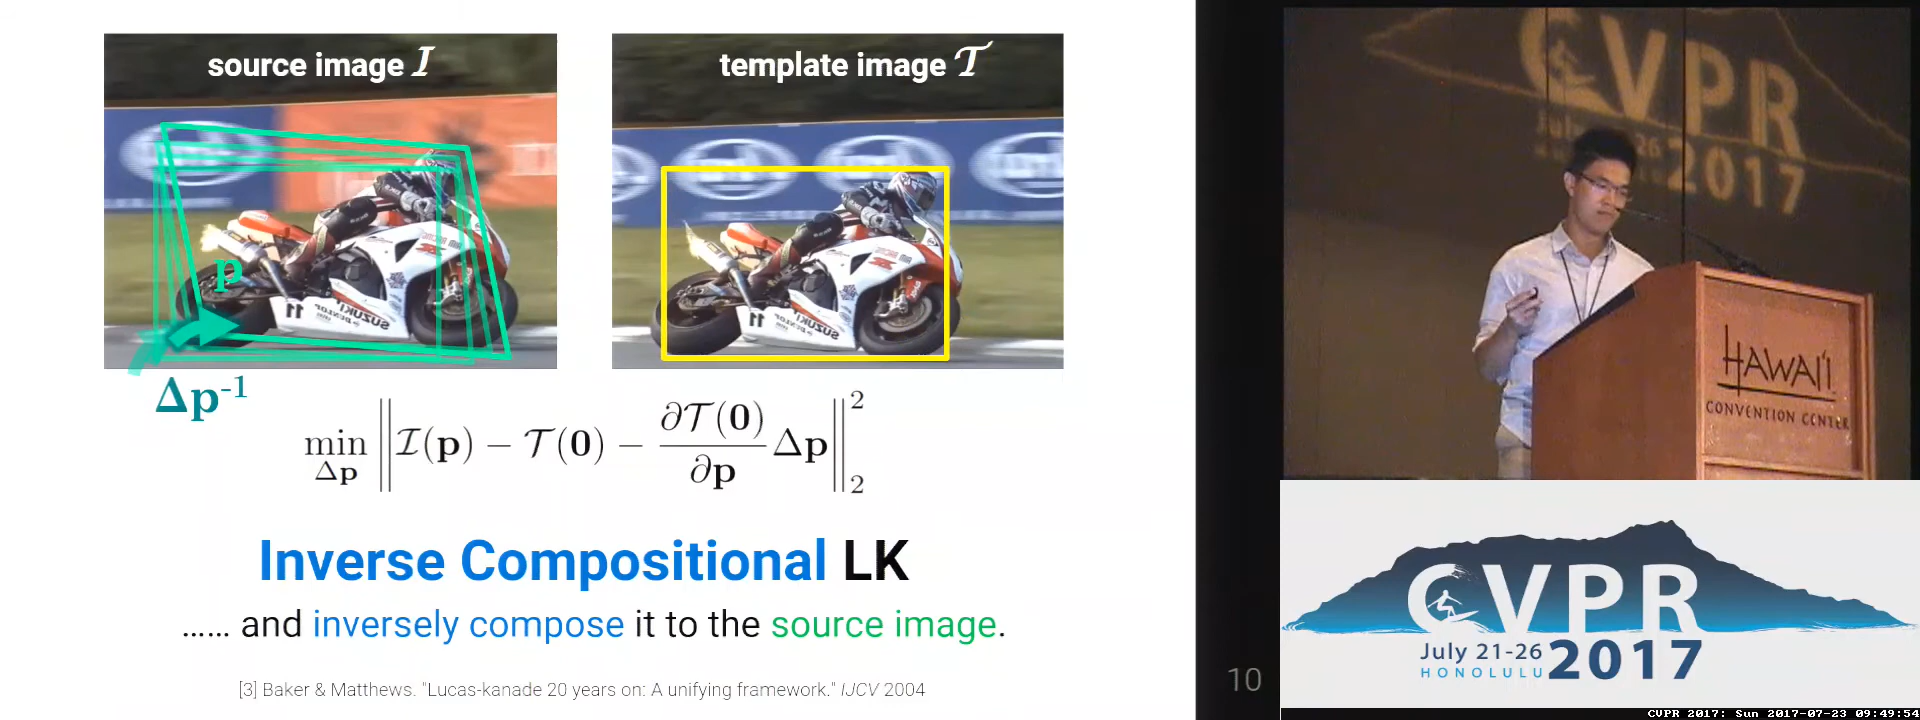 source image I
template image T
p
Δp⁻¹
min_{Δp} ‖ I(p) − T(0) − ∂T(0)/∂p Δp ‖₂²
Inverse Compositional LK
...... and inversely compose it to the source image.
[3] Baker & Matthews. "Lucas-kanade 20 years on: A unifying framework." IJCV 2004
10
CVPR
2017
HAWAI'I
CONVENTION CENTER
CVPR
July 21-26
HONOLULU
2017
CVPR 2017: Sun 2017-07-23 09:49:54